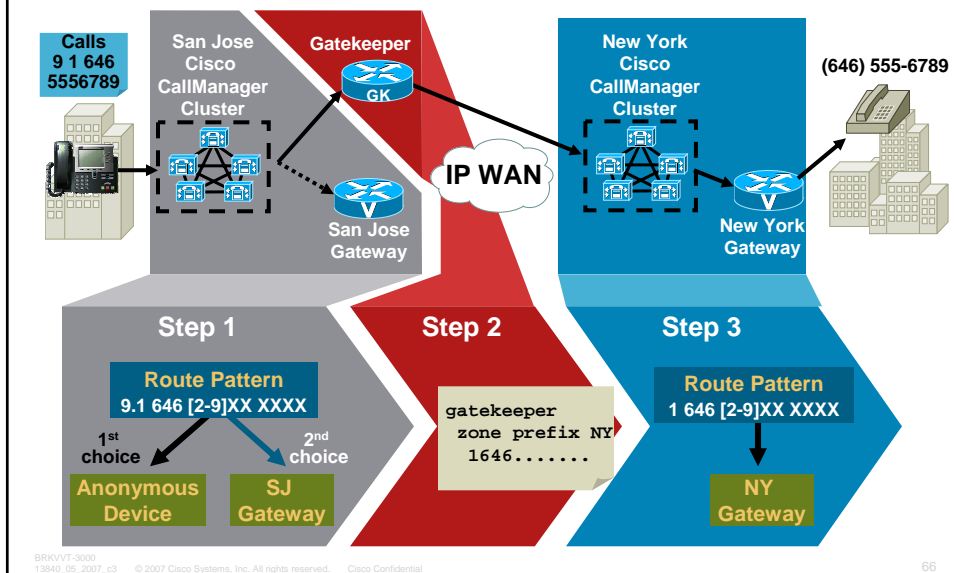 Calls
9 1 646
5556789
San Jose
Cisco
CallManager
Cluster
Gatekeeper
GK
V
San Jose
Gateway
IP WAN
New York
Cisco
CallManager
Cluster
V
New York
Gateway
(646) 555-6789
Step 1
Route Pattern
9.1 646 [2-9]XX XXXX
1st
choice
2nd
choice
Anonymous
Device
SJ
Gateway
Step 2
gatekeeper
zone prefix NY
1646.......
Step 3
Route Pattern
1 646 [2-9]XX XXXX
NY
Gateway
BRKVVT-3000
13840_05_2007_c3 © 2007 Cisco Systems, Inc. All rights reserved. Cisco Confidential
66